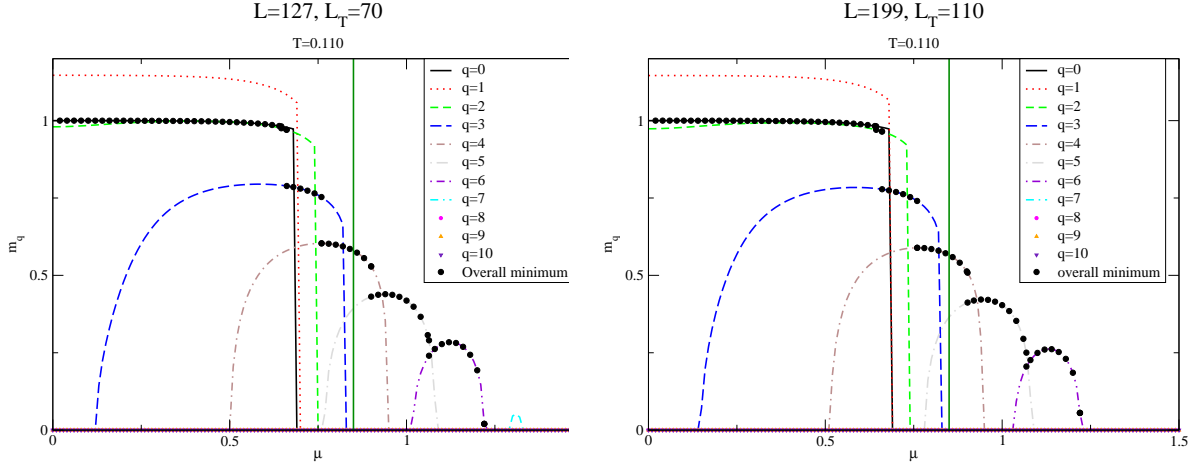 L=127, L_T=70
T=0.110
m_q
1
0.5
0
0
0.5
1
μ
q=0
q=1
q=2
q=3
q=4
q=5
q=6
q=7
q=8
q=9
q=10
Overall minimum
L=199, L_T=110
T=0.110
m_q
1
0.5
0
0
0.5
1
1.5
μ
q=0
q=1
q=2
q=3
q=4
q=5
q=6
q=7
q=8
q=9
q=10
overall minimum